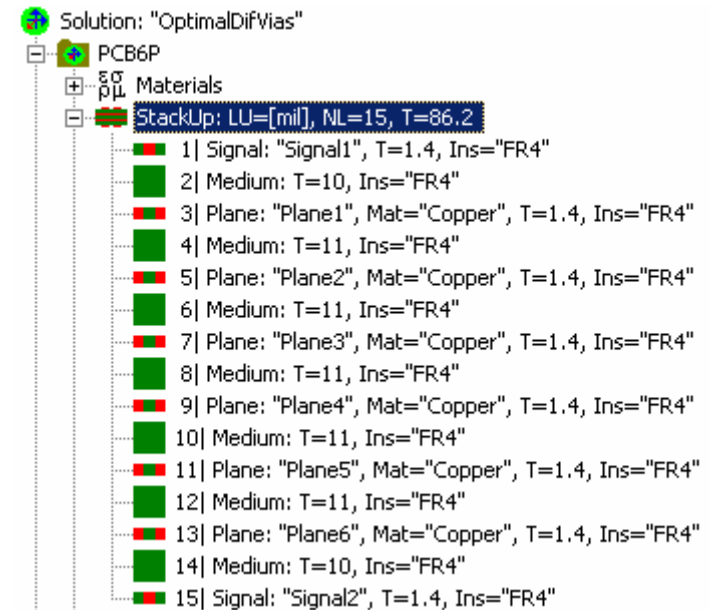 Solution: "OptimalDifVias"
PCB6P
εσ ρμ Materials
StackUp: LU=[mil], NL=15, T=86.2
1| Signal: "Signal1", T=1.4, Ins="FR4"
2| Medium: T=10, Ins="FR4"
3| Plane: "Plane1", Mat="Copper", T=1.4, Ins="FR4"
4| Medium: T=11, Ins="FR4"
5| Plane: "Plane2", Mat="Copper", T=1.4, Ins="FR4"
6| Medium: T=11, Ins="FR4"
7| Plane: "Plane3", Mat="Copper", T=1.4, Ins="FR4"
8| Medium: T=11, Ins="FR4"
9| Plane: "Plane4", Mat="Copper", T=1.4, Ins="FR4"
10| Medium: T=11, Ins="FR4"
11| Plane: "Plane5", Mat="Copper", T=1.4, Ins="FR4"
12| Medium: T=11, Ins="FR4"
13| Plane: "Plane6", Mat="Copper", T=1.4, Ins="FR4"
14| Medium: T=10, Ins="FR4"
15| Signal: "Signal2", T=1.4, Ins="FR4"